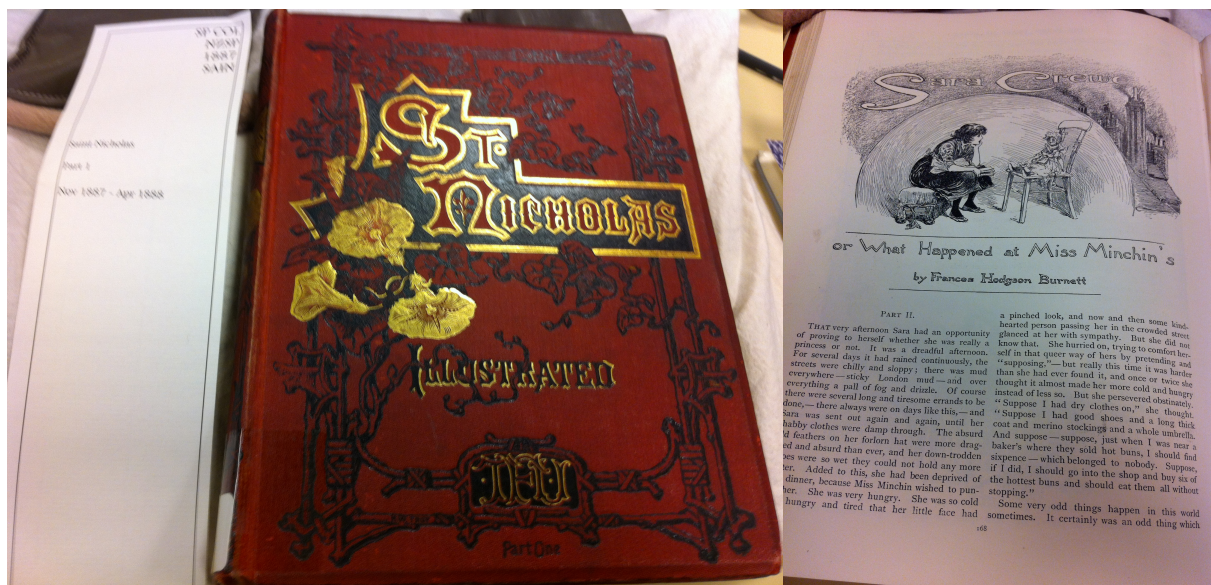 SP COL
N&SP
1887
SAIN
Saint Nicholas
Part 1
Nov 1887 - Apr 1888
St.
Nicholas
Illustrated
Part One
Sara Crewe
or What Happened at Miss Minchin's
by Frances Hodgson Burnett
PART II.
THAT very afternoon Sara had an opportunity
of proving to herself whether she was really a
princess or not. It was a dreadful afternoon.
For several days it had rained continuously, the
streets were chilly and sloppy; there was mud
everywhere—sticky London mud—and over
everything a pall of fog and drizzle. Of course
there were several long and tiresome errands to be
done,—there always were on days like this,—and
Sara was sent out again and again, until her
habby clothes were damp through. The absurd
d feathers on her forlorn hat were more drag-
ed and absurd than ever, and her down-trodden
oes were so wet they could not hold any more
er. Added to this, she had been deprived of
dinner, because Miss Minchin wished to pun-
her. She was very hungry. She was so cold
hungry and tired that her little face had
a pinched look, and now and then some kind-
hearted person passing her in the crowded street
glanced at her with sympathy. But she did not
know that. She hurried on, trying to comfort her-
self in that queer way of hers by pretending and
"supposing,"—but really this time it was harder
than she had ever found it, and once or twice she
thought it almost made her more cold and hungry
instead of less so. But she persevered obstinately.
"Suppose I had dry clothes on," she thought.
"Suppose I had good shoes and a long thick
coat and merino stockings and a whole umbrella.
And suppose—suppose, just when I was near a
baker's where they sold hot buns, I should find
sixpence—which belonged to nobody. Suppose,
if I did, I should go into the shop and buy six of
the hottest buns and should eat them all without
stopping."
Some very odd things happen in this world
sometimes. It certainly was an odd thing which
168